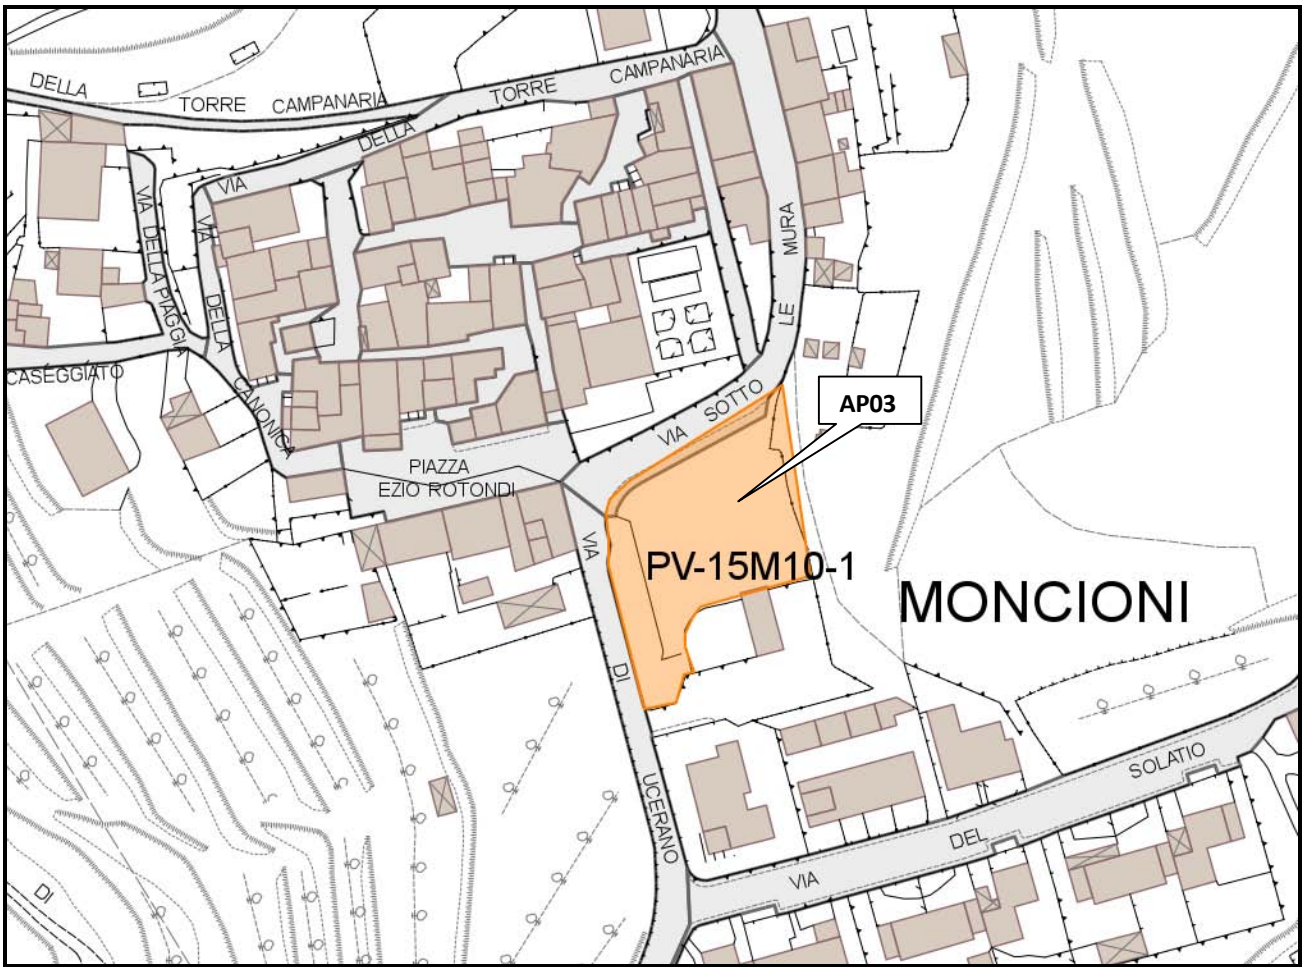 DELLA
TORRE CAMPANARIA
TORRE CAMPANARIA
DELLA
VIA
VIA DELLA PIAGGIA
VIA
DELLA
CANONICA
CASEGGIATO
MURA
LE
SOTTO
VIA
AP03
PIAZZA
EZIO ROTONDI
VIA
DI
UCERANO
PV-15M10-1
MONCIONI
SOLATIO
DEL
VIA
DI